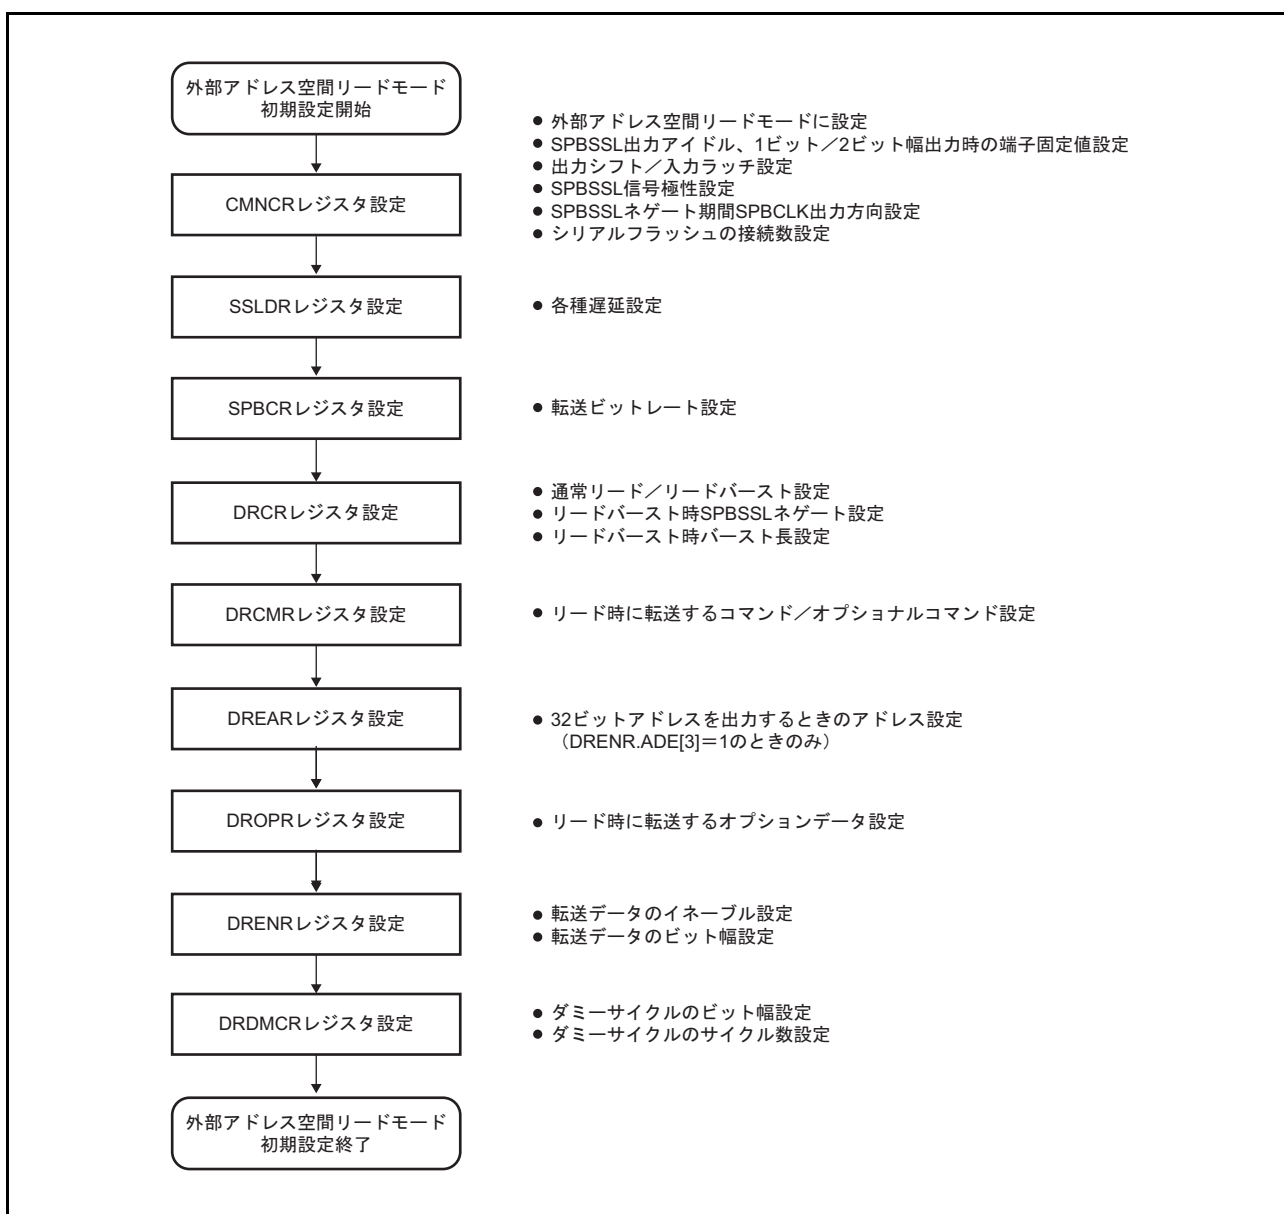 外部アドレス空間リードモード
初期設定開始
CMNCRレジスタ設定
● 外部アドレス空間リードモードに設定
● SPBSSL出力アイドル、1ビット／2ビット幅出力時の端子固定値設定
● 出力シフト／入力ラッチ設定
● SPBSSL信号極性設定
● SPBSSLネゲート期間SPBCLK出力方向設定
● シリアルフラッシュの接続数設定
SSLDRレジスタ設定
● 各種遅延設定
SPBCRレジスタ設定
● 転送ビットレート設定
DRCRレジスタ設定
● 通常リード／リードバースト設定
● リードバースト時SPBSSLネゲート設定
● リードバースト時バースト長設定
DRCMRレジスタ設定
● リード時に転送するコマンド／オプショナルコマンド設定
DREARレジスタ設定
● 32ビットアドレスを出力するときのアドレス設定
（DRENR.ADE[3]＝1のときのみ）
DROPRレジスタ設定
● リード時に転送するオプションデータ設定
DRENRレジスタ設定
● 転送データのイネーブル設定
● 転送データのビット幅設定
DRDMCRレジスタ設定
● ダミーサイクルのビット幅設定
● ダミーサイクルのサイクル数設定
外部アドレス空間リードモード
初期設定終了